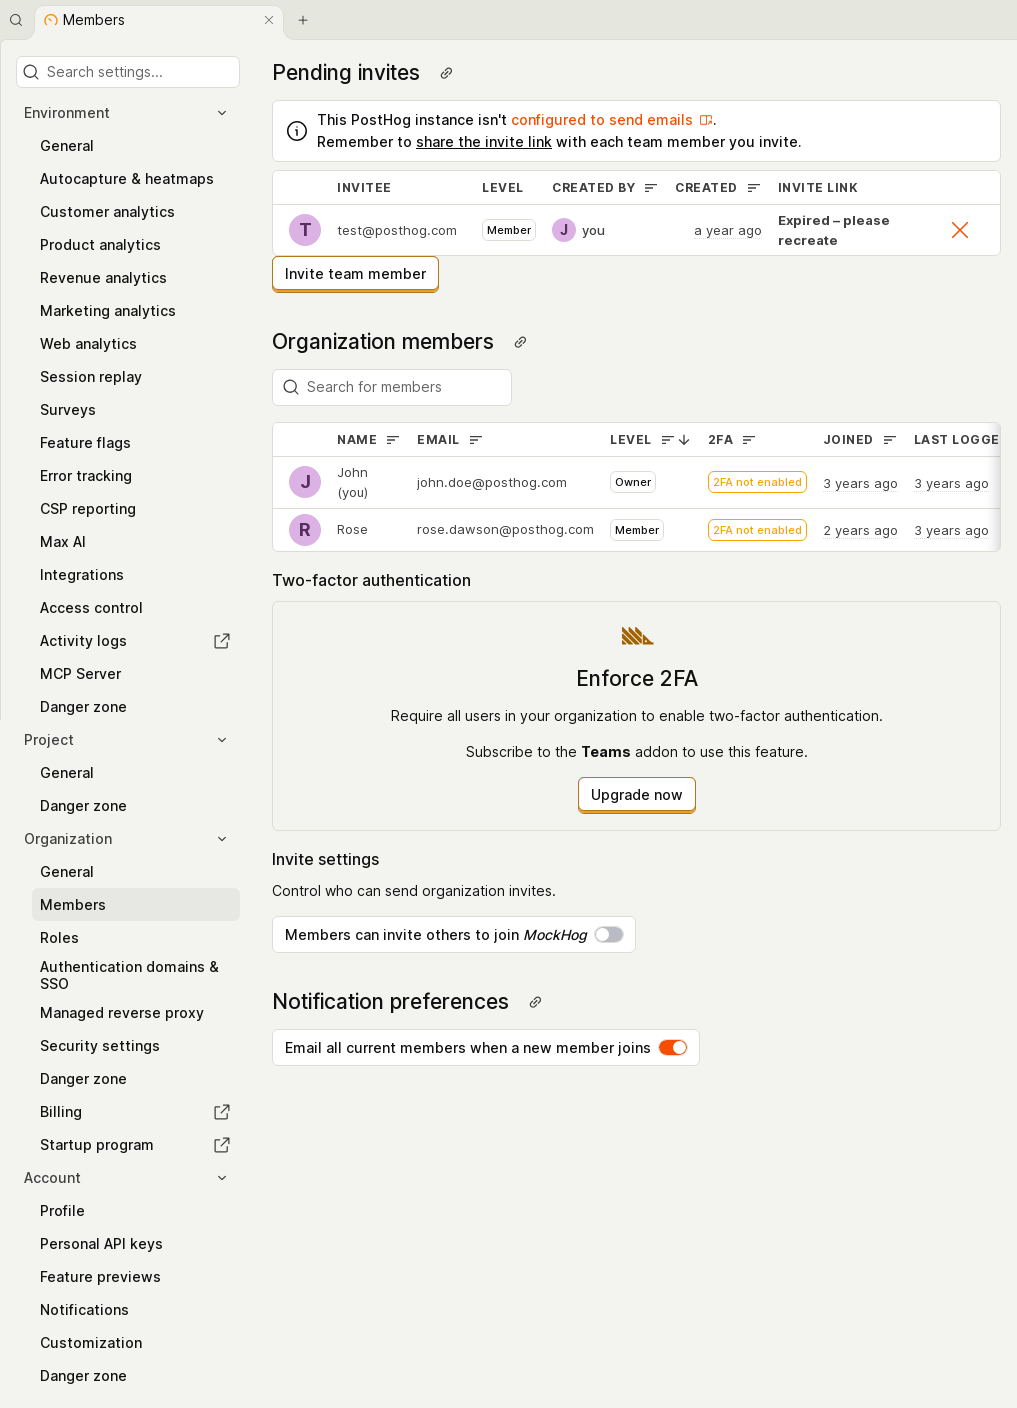 Members
Search settings...
Environment
General
Autocapture & heatmaps
Customer analytics
Product analytics
Revenue analytics
Marketing analytics
Web analytics
Session replay
Surveys
Feature flags
Error tracking
CSP reporting
Max AI
Integrations
Access control
Activity logs
MCP Server
Danger zone
Project
General
Danger zone
Organization
General
Members
Roles
Authentication domains &
SSO
Managed reverse proxy
Security settings
Danger zone
Billing
Startup program
Account
Profile
Personal API keys
Feature previews
Notifications
Customization
Danger zone
Pending invites
This PostHog instance isn't configured to send emails.
Remember to share the invite link with each team member you invite.
INVITEE LEVEL CREATED BY CREATED INVITE LINK
T test@posthog.com Member J you a year ago Expired – please
recreate
Invite team member
Organization members
Search for members
NAME EMAIL LEVEL 2FA JOINED LAST LOGGE
J John
(you) john.doe@posthog.com Owner 2FA not enabled 3 years ago 3 years ago
R Rose rose.dawson@posthog.com Member 2FA not enabled 2 years ago 3 years ago
Two-factor authentication
Enforce 2FA
Require all users in your organization to enable two-factor authentication.
Subscribe to the Teams addon to use this feature.
Upgrade now
Invite settings
Control who can send organization invites.
Members can invite others to join MockHog
Notification preferences
Email all current members when a new member joins